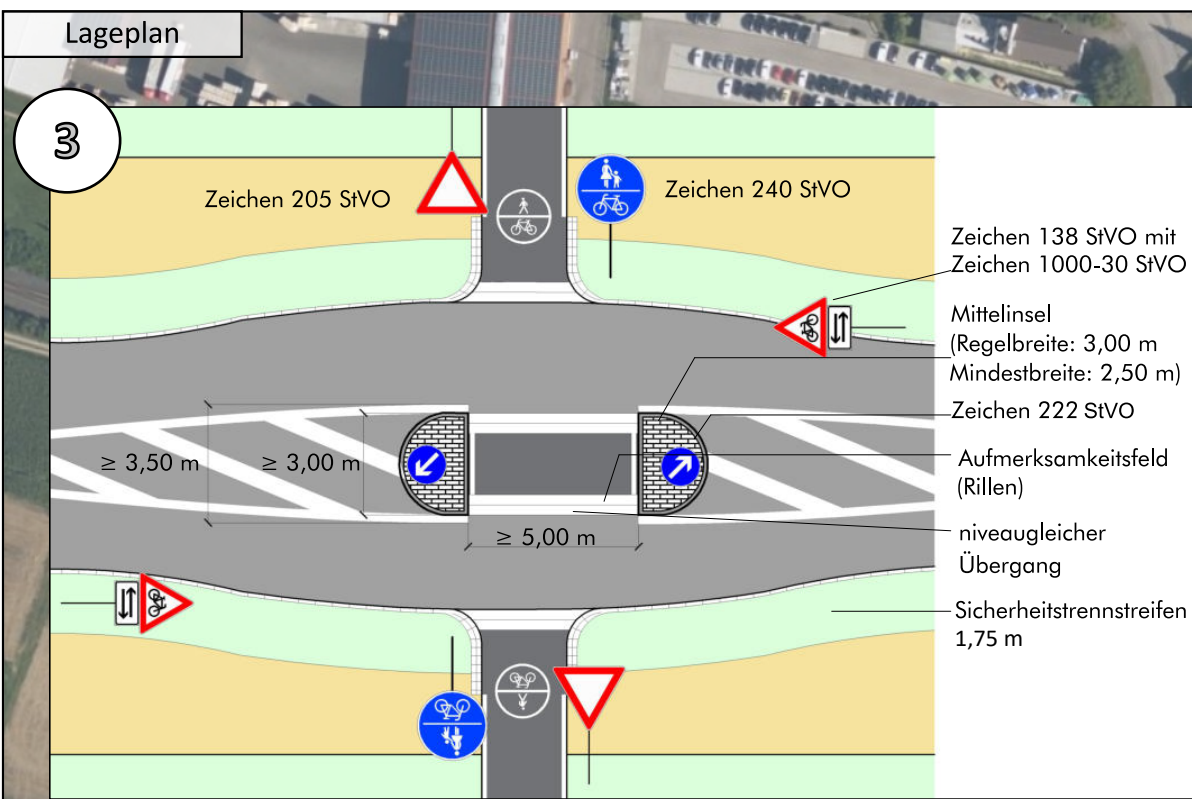 Lageplan
3
Zeichen 205 StVO
Zeichen 240 StVO
Zeichen 138 StVO mit
Zeichen 1000-30 StVO
Mittelinsel
(Regelbreite: 3,00 m
Mindestbreite: 2,50 m)
Zeichen 222 StVO
≥ 3,50 m
≥ 3,00 m
Aufmerksamkeitsfeld
(Rillen)
≥ 5,00 m
niveaugleicher
Übergang
Sicherheitstrennstreifen
1,75 m